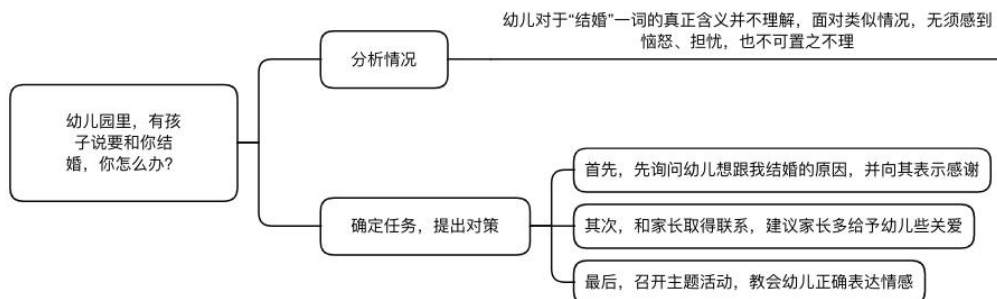 幼儿园里，有孩
子说要和你结
婚，你怎么办？
分析情况
幼儿对于“结婚”一词的真正含义并不理解，面对类似情况，无须感到
恼怒、担忧，也不可置之不理
确定任务，提出对策
首先，先询问幼儿想跟我结婚的原因，并向其表示感谢
其次，和家长取得联系，建议家长多给予幼儿些关爱
最后，召开主题活动，教会幼儿正确表达情感